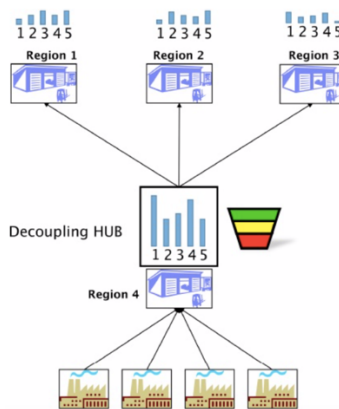 1 2 3 4 5
1 2 3 4 5
1 2 3 4 5
Region 1
Region 2
Region 3
Decoupling HUB
1 2 3 4 5
Region 4